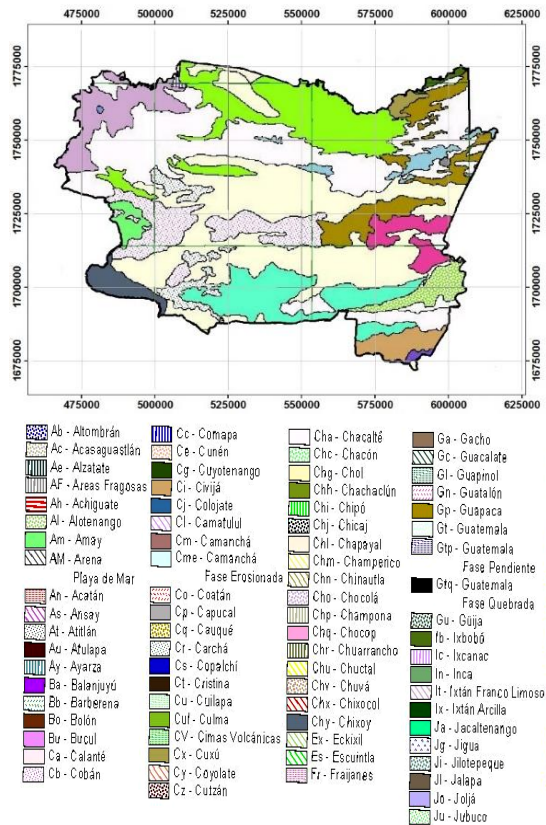 475000 500000 525000 550000 575000 600000 625000
1775000 1775000
1750000 1750000
1725000 1725000
1700000 1700000
1675000 1675000
475000 500000 525000 550000 575000 600000 625000
Ab - Altombrán
Ac - Acasaguastlán
Ae - Alzatate
AF - Areas Fragosas
Ah - Achiguate
Al - Alotenango
Am - Amay
AM - Arena
Playa de Mar
An - Acatán
As - Ansay
At - Atitlán
Au - Atulapa
Ay - Ayarza
Ba - Balanjuyú
Bb - Barberena
Bo - Bolón
Bu - Buçul
Ca - Calanté
Cb - Cobán
Cc - Comapa
Ce - Cunén
Cg - Cuyotenango
Ci - Civijá
Cj - Colojate
Cl - Camatulul
Cm - Camanchá
Cme - Camanchá
Fase Erosionada
Co - Coatán
Cp - Capucal
Cq - Cauqué
Cr - Carchá
Cs - Copalchí
Ct - Cristina
Cu - Cuilapa
Cuf - Culma
CV - Cimas Volcánicas
Cx - Cuxú
Cy - Coyolate
Cz - Cutzán
Cha - Chacalté
Chc - Chacón
Chg - Chol
Chh - Chachaclún
Chi - Chipó
Chj - Chicaj
Chl - Chapayal
Chm - Champerico
Chn - Chinautla
Cho - Chocolá
Chp - Champona
Chq - Chocop
Chr - Chuarrancho
Chu - Chuctal
Chv - Chuvá
Chx - Chixocol
Chy - Chixoy
Ex - Eckixil
Es - Escuintla
Fr - Fraijanes
Ga - Gacho
Gc - Guacalate
Gl - Guapinol
Gn - Guatalón
Gp - Guapaca
Gt - Guatemala
Gtp - Guatemala
Fase Pendiente
Gtq - Guatemala
Fase Quebrada
Gu - Guija
Ib - Ixbobó
Ic - Ixcanac
In - Inca
It - Ixtán Franco Limoso
Ix - Ixtán Arcilla
Ja - Jacaltenango
Jg - Jigua
Ji - Jilotepeque
Jl - Jalapa
Jo - Joljá
Ju - Jubuco